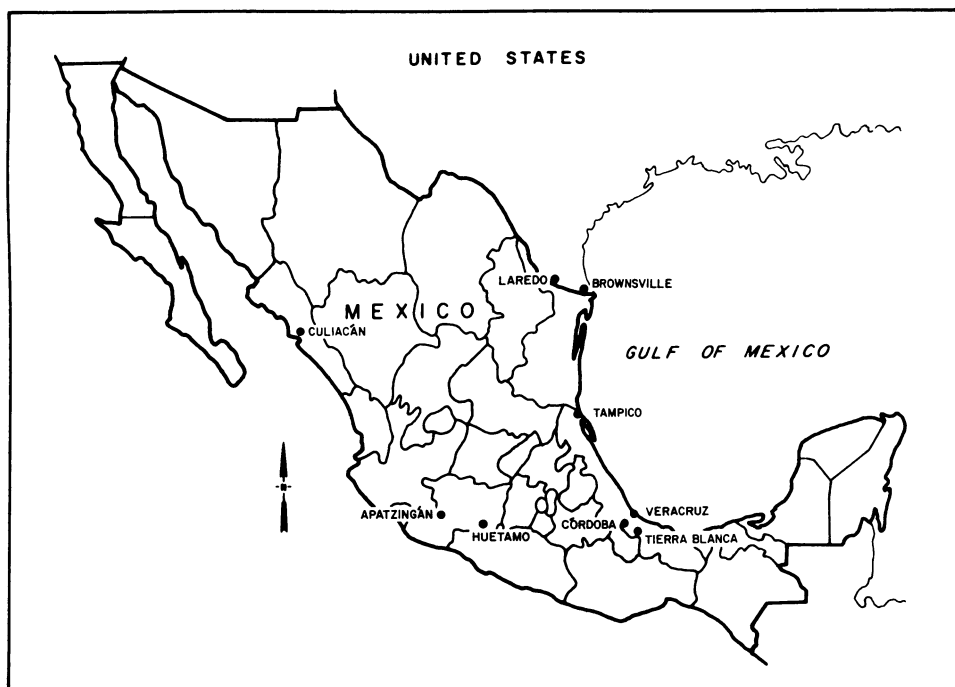 UNITED STATES
LAREDO
BROWNSVILLE
MEXICO
CULIACÁN
GULF OF MEXICO
TAMPICO
APATZINGÁN
HUETAMO
VERACRUZ
CÓRDOBA
TIERRA BLANCA